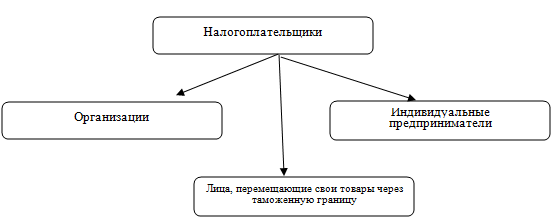 Налогоплательщики
Организации
Индивидуальные
предприниматели
Лица, перемещающие свои товары через
таможенную границу